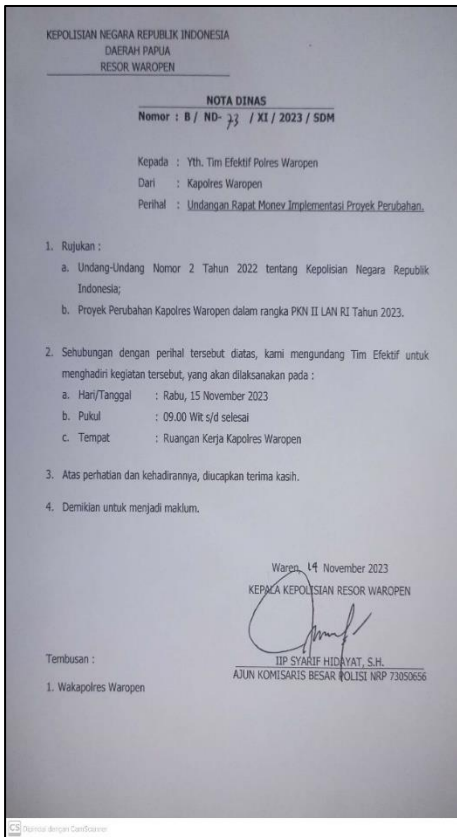 KEPOLISIAN NEGARA REPUBLIK INDONESIA
DAERAH PAPUA
RESOR WAROPEN
NOTA DINAS
Nomor : B / ND- 73 / XI / 2023 / SDM
Kepada : Yth. Tim Efektif Polres Waropen
Dari : Kapolres Waropen
Perihal : Undangan Rapat Monev Implementasi Proyek Perubahan.
1. Rujukan :
a. Undang-Undang Nomor 2 Tahun 2022 tentang Kepolisian Negara Republik
Indonesia;
b. Proyek Perubahan Kapolres Waropen dalam rangka PKN II LAN RI Tahun 2023.
2. Sehubungan dengan perihal tersebut diatas, kami mengundang Tim Efektif untuk
menghadiri kegiatan tersebut, yang akan dilaksanakan pada :
a. Hari/Tanggal : Rabu, 15 November 2023
b. Pukul : 09.00 Wit s/d selesai
c. Tempat : Ruangan Kerja Kapolres Waropen
3. Atas perhatian dan kehadirannya, diucapkan terima kasih.
4. Demikian untuk menjadi maklum.
Waren, 14 November 2023
KEPALA KEPOLISIAN RESOR WAROPEN
IIP SYARIF HIDAYAT, S.H.
AJUN KOMISARIS BESAR POLISI NRP 73050656
Tembusan :
1. Wakapolres Waropen
CS Dipindai dengan CamScanner